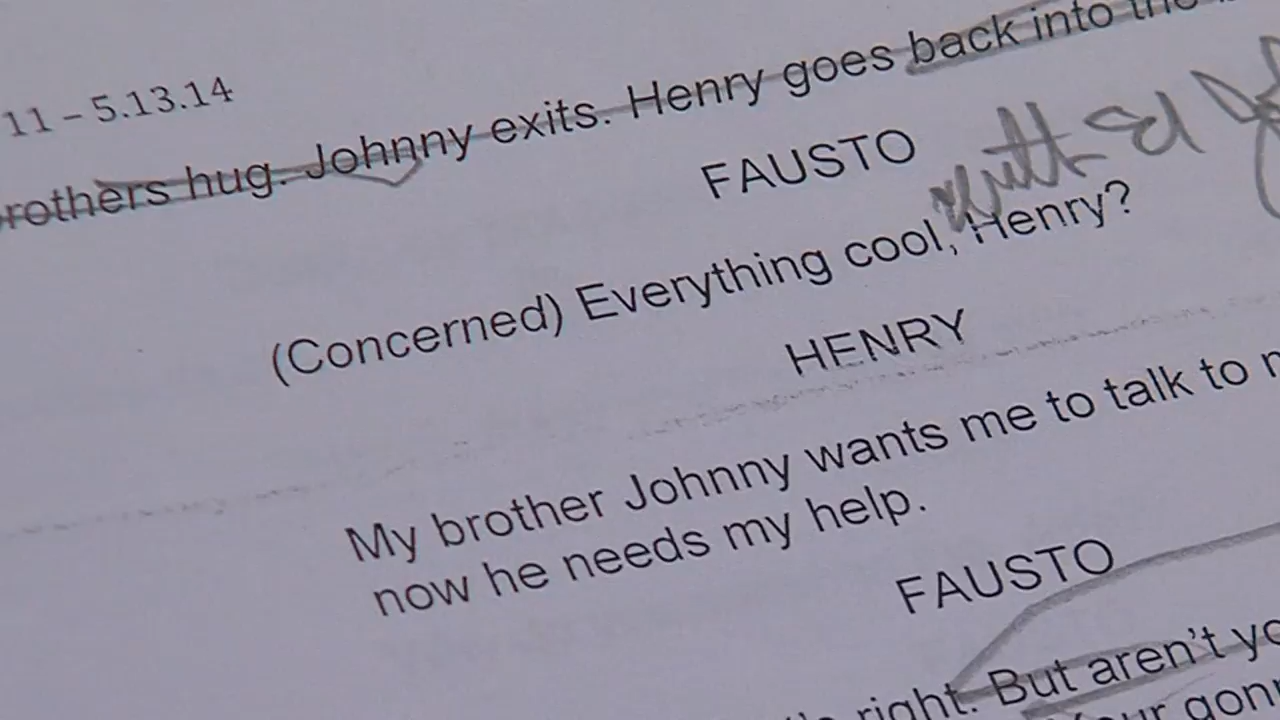 11 – 5.13.14
rothers hug. Johnny exits. Henry goes back into the
FAUSTO
(Concerned) Everything cool, Henry?
HENRY
My brother Johnny wants me to talk to
now he needs my help.
FAUSTO
right. But aren't yo